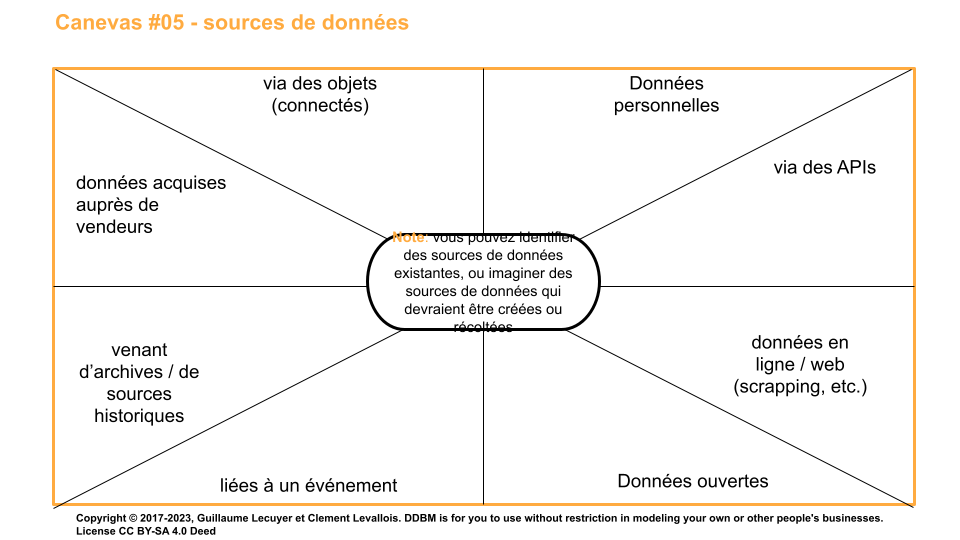 Canevas #05 - sources de données
via des objets
(connectés)
Données
personnelles
via des APIs
données acquises
auprès de
vendeurs
Note: vous pouvez identifier
des sources de données
existantes, ou imaginer des
sources de données qui
devraient être créées ou
récoltées
données en
ligne / web
(scrapping, etc.)
venant
d’archives / de
sources
historiques
liées à un événement
Données ouvertes
Copyright © 2017-2023, Guillaume Lecuyer et Clement Levallois. DDBM is for you to use without restriction in modeling your own or other people's businesses.
License CC BY-SA 4.0 Deed